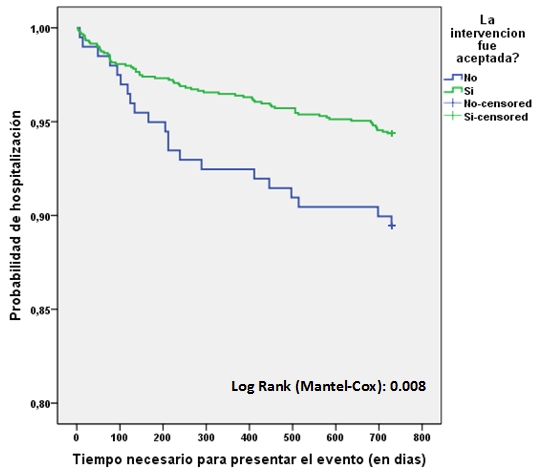 La
intervencion
fue
aceptada?
No
Si
No-censored
Si-censored
Probabilidad de hospitalización
1,00
0,95
0,90
0,85
0,80
Log Rank (Mantel-Cox): 0.008
0 100 200 300 400 500 600 700 800
Tiempo necesario para presentar el evento (en dias)